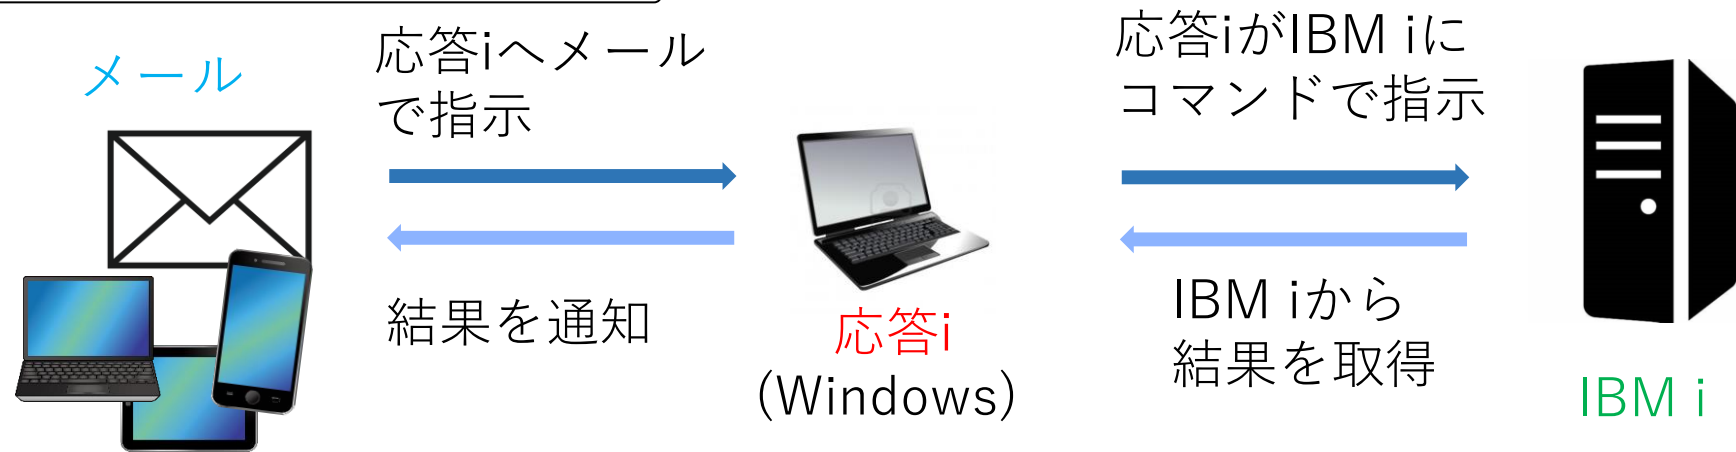 メール
応答iへメール
で指示
結果を通知
応答i
(Windows)
応答iがIBM iに
コマンドで指示
IBM iから
結果を取得
IBM i